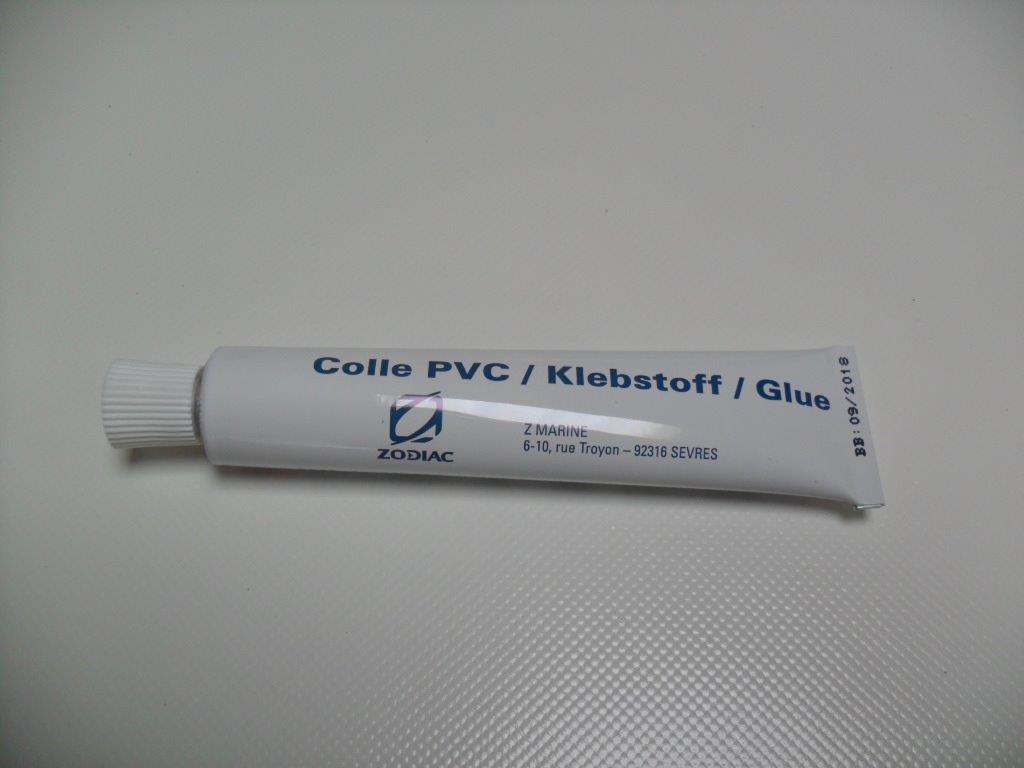 Colle PVC / Klebstoff / Glue
ZODIAC
Z MARINE
6-10, rue Troyon – 92316 SEVRES
BB: 09/2018